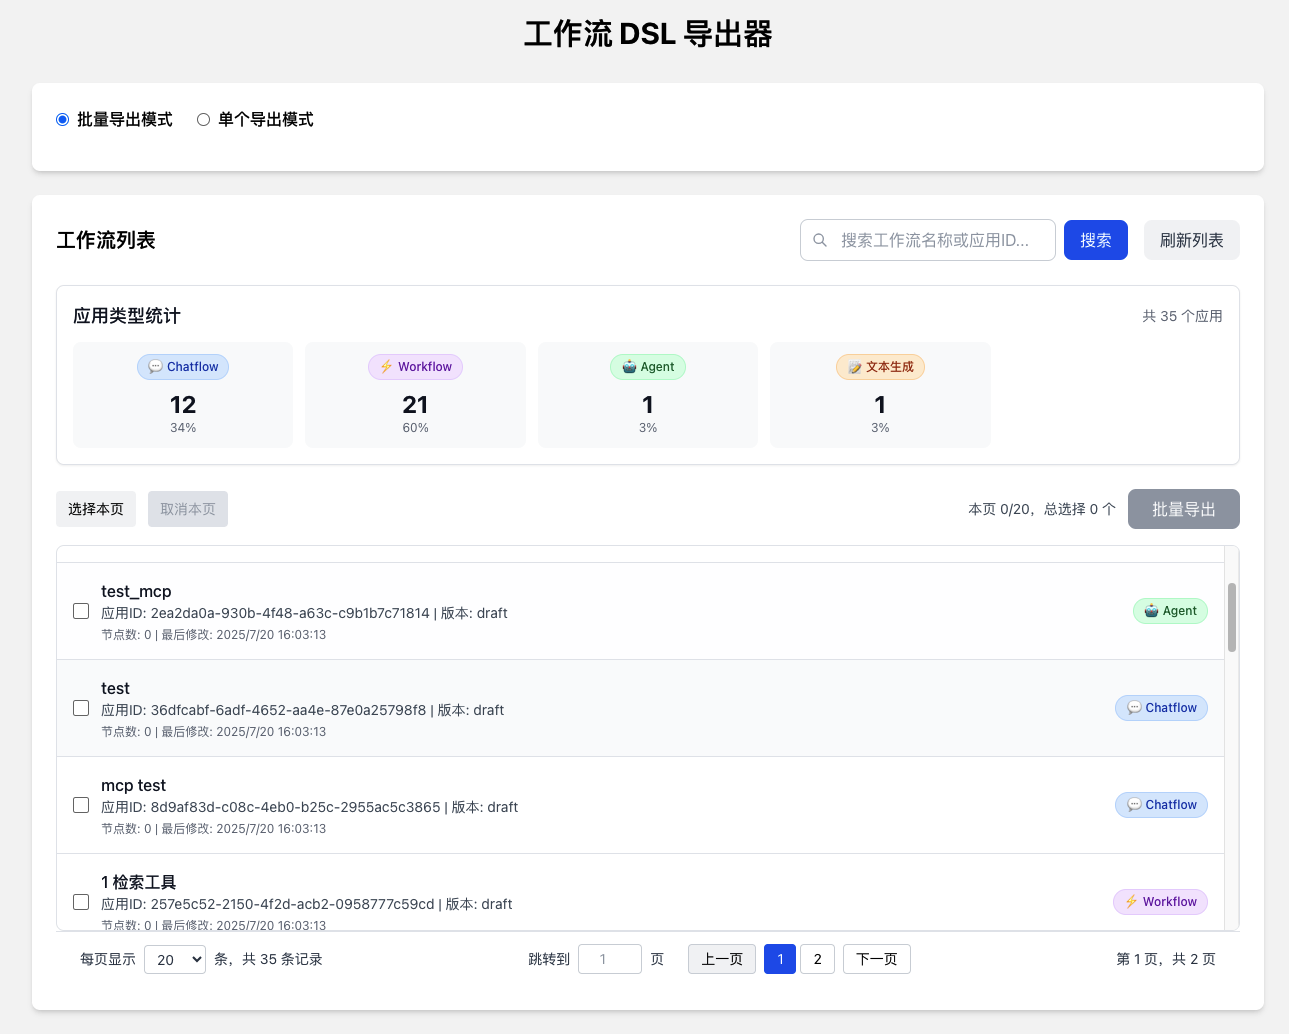 工作流 DSL 导出器
批量导出模式 单个导出模式
工作流列表 搜索工作流名称或应用ID... 搜索 刷新列表
应用类型统计 共 35 个应用
Chatflow Workflow Agent 文本生成
12 21 1 1
34% 60% 3% 3%
选择本页 取消本页 本页 0/20，总选择 0 个 批量导出
test_mcp
应用ID: 2ea2da0a-930b-4f48-a63c-c9b1b7c71814 | 版本: draft Agent
节点数: 0 | 最后修改: 2025/7/20 16:03:13
test
应用ID: 36dfcabf-6adf-4652-aa4e-87e0a25798f8 | 版本: draft Chatflow
节点数: 0 | 最后修改: 2025/7/20 16:03:13
mcp test
应用ID: 8d9af83d-c08c-4eb0-b25c-2955ac5c3865 | 版本: draft Chatflow
节点数: 0 | 最后修改: 2025/7/20 16:03:13
1 检索工具
应用ID: 257e5c52-2150-4f2d-acb2-0958777c59cd | 版本: draft Workflow
节点数: 0 | 最后修改: 2025/7/20 16:03:13
每页显示 20 条，共 35 条记录 跳转到 1 页 上一页 1 2 下一页 第 1 页，共 2 页